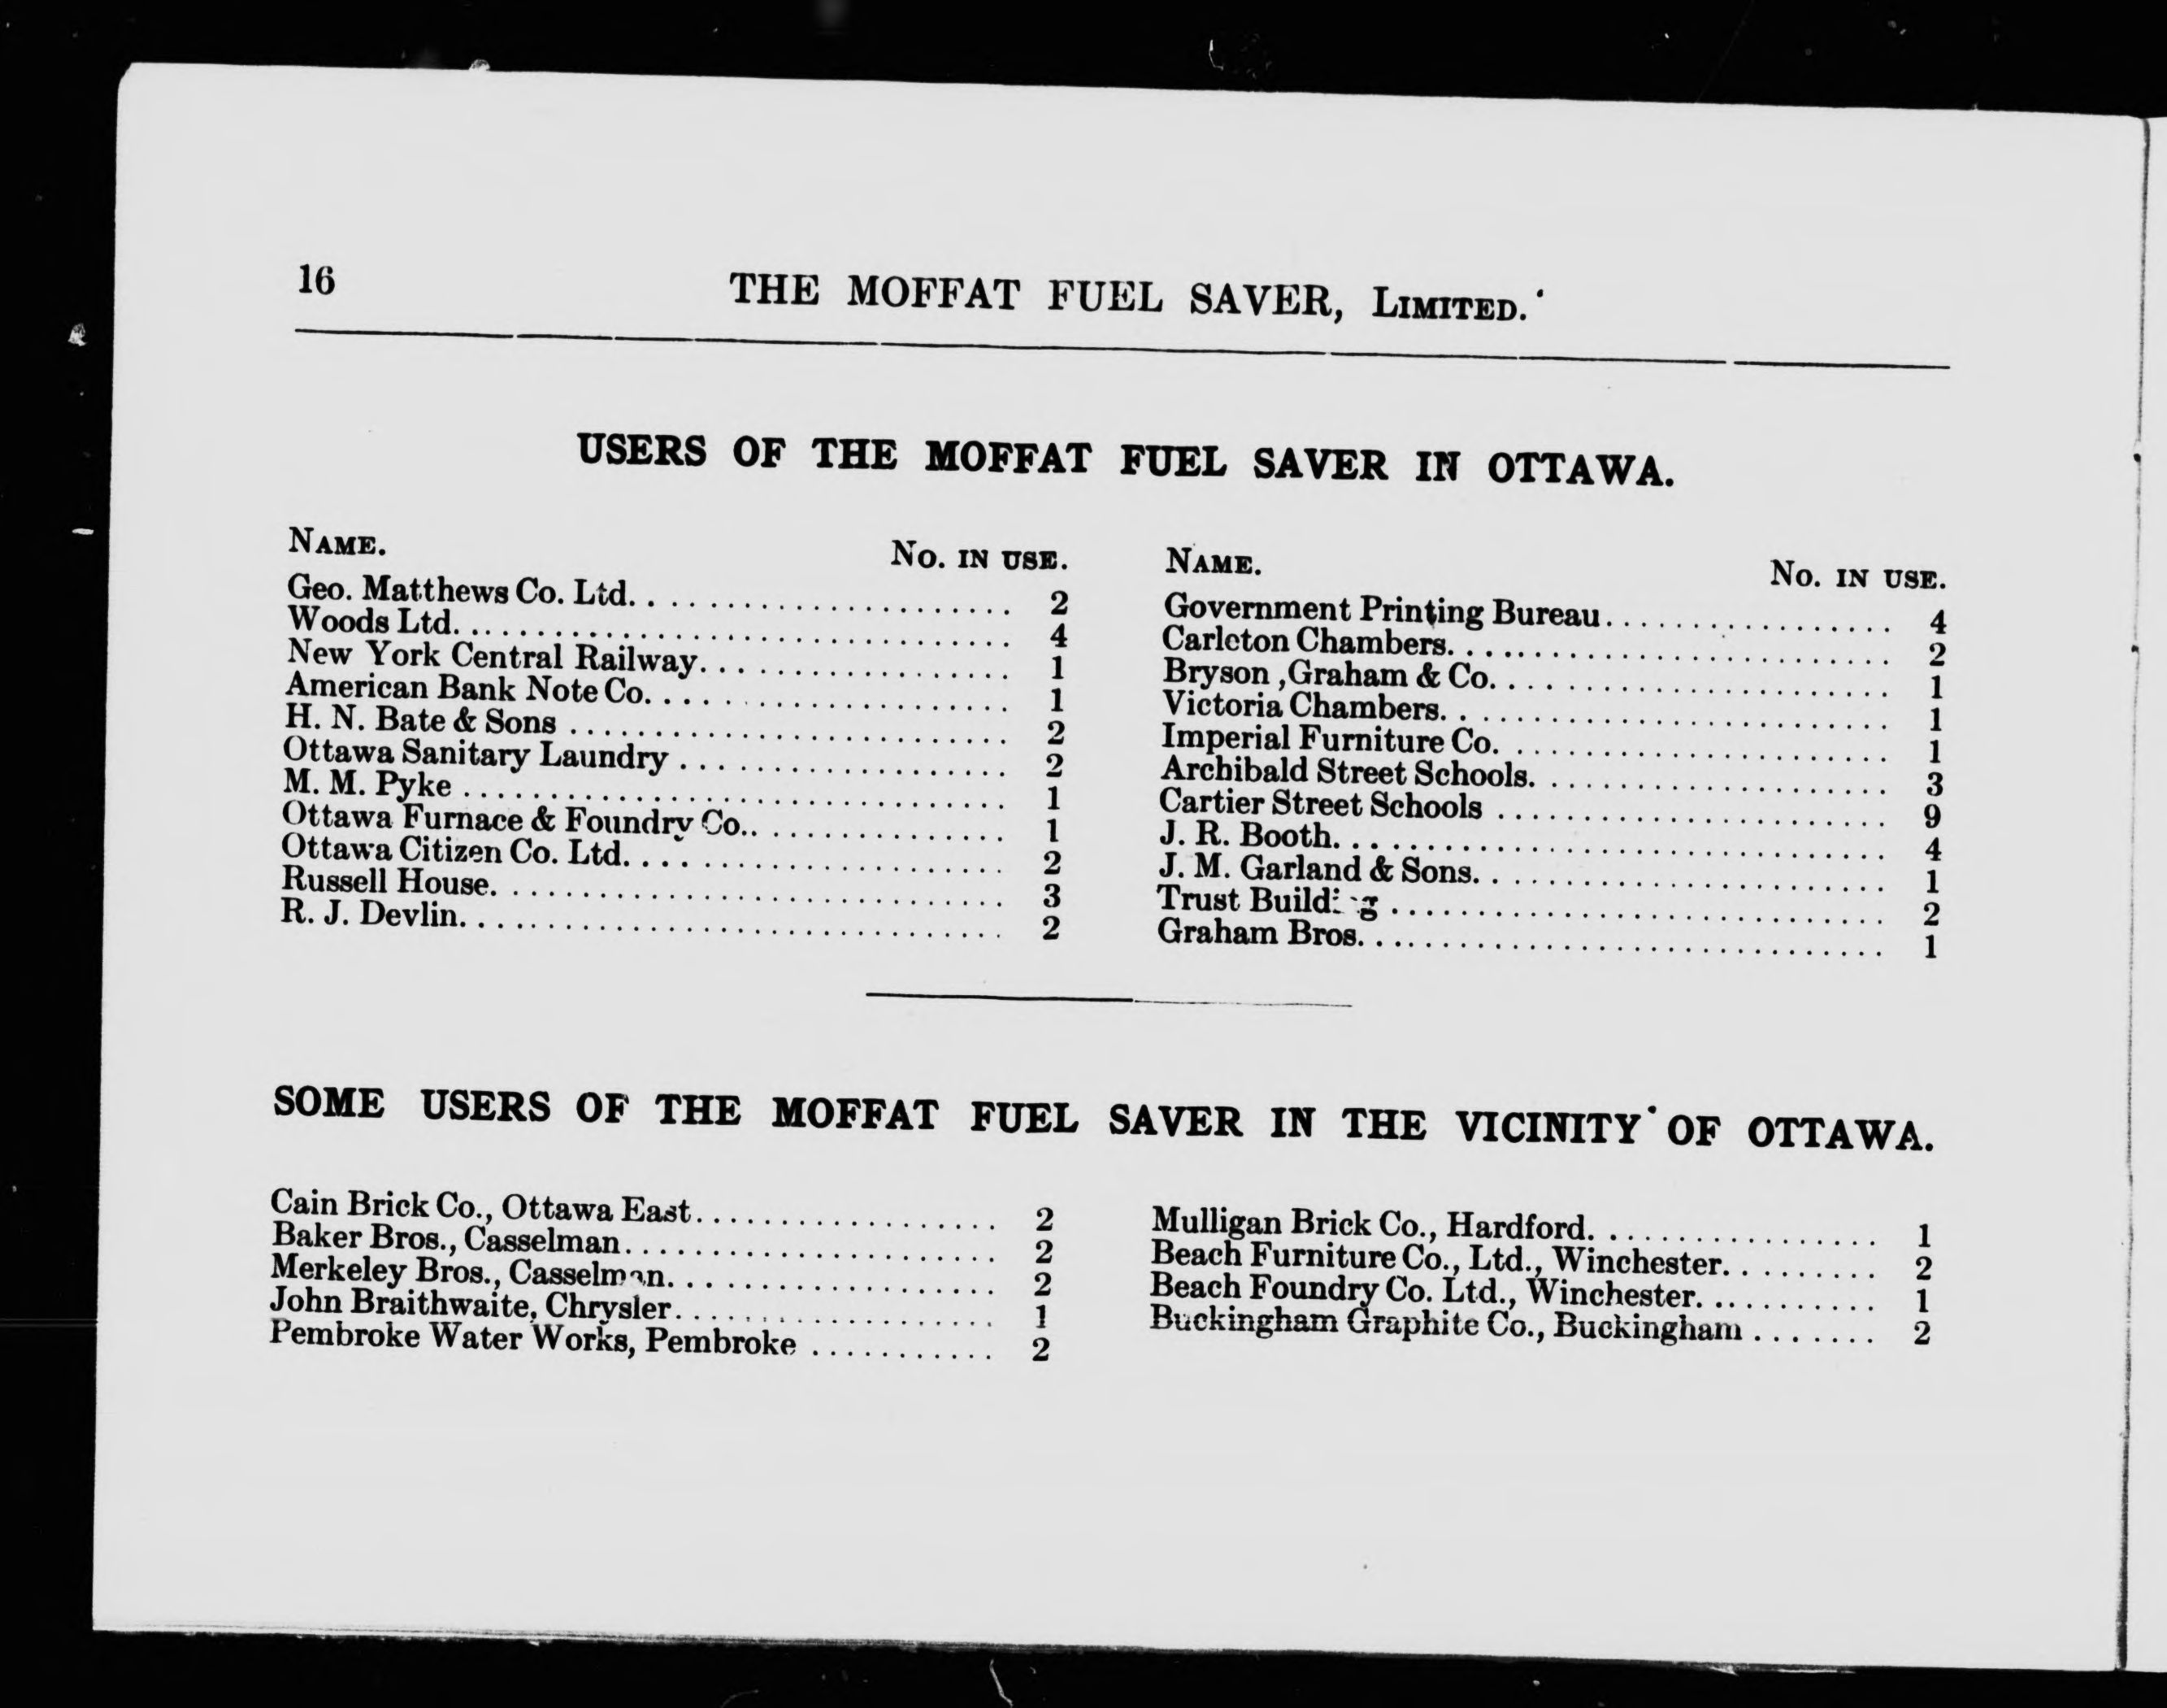 16
THE MOFFAT FUEL SAVER, LIMITED.
USERS OF THE MOFFAT FUEL SAVER IN OTTAWA.
NAME. No. IN USE.
Geo. Matthews Co. Ltd. 2
Woods Ltd. 4
New York Central Railway. 1
American Bank Note Co. 1
H. N. Bate & Sons 2
Ottawa Sanitary Laundry 2
M. M. Pyke 1
Ottawa Furnace & Foundry Co. 1
Ottawa Citizen Co. Ltd. 2
Russell House. 3
R. J. Devlin. 2
NAME. No. IN USE.
Government Printing Bureau 4
Carleton Chambers. 2
Bryson ,Graham & Co. 1
Victoria Chambers. 1
Imperial Furniture Co. 1
Archibald Street Schools. 3
Cartier Street Schools 9
J. R. Booth. 4
J. M. Garland & Sons. 1
Trust Building 2
Graham Bros. 1
SOME USERS OF THE MOFFAT FUEL SAVER IN THE VICINITY OF OTTAWA.
Cain Brick Co., Ottawa East 2
Baker Bros., Casselman 2
Merkeley Bros., Casselman. 2
John Braithwaite, Chrysler 1
Pembroke Water Works, Pembroke 2
Mulligan Brick Co., Hardford. 1
Beach Furniture Co., Ltd., Winchester. 2
Beach Foundry Co. Ltd., Winchester. 1
Buckingham Graphite Co., Buckingham 2